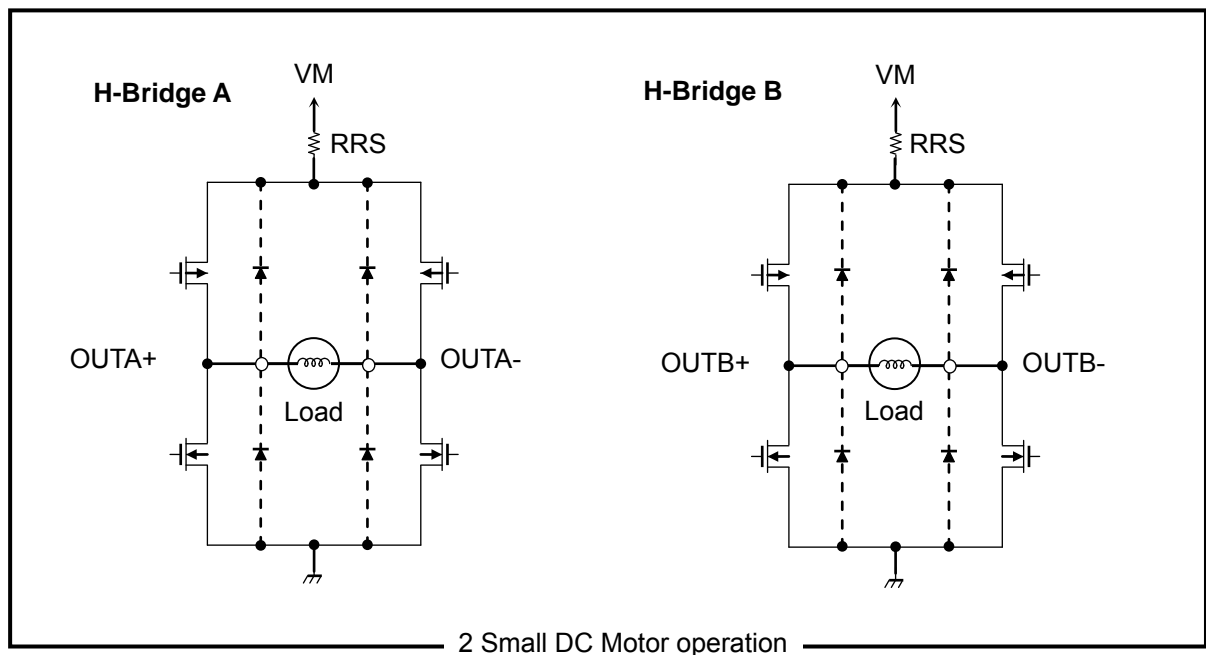 H-Bridge A
VM
RRS
OUTA+
OUTA-
Load
H-Bridge B
VM
RRS
OUTB+
OUTB-
Load
2 Small DC Motor operation